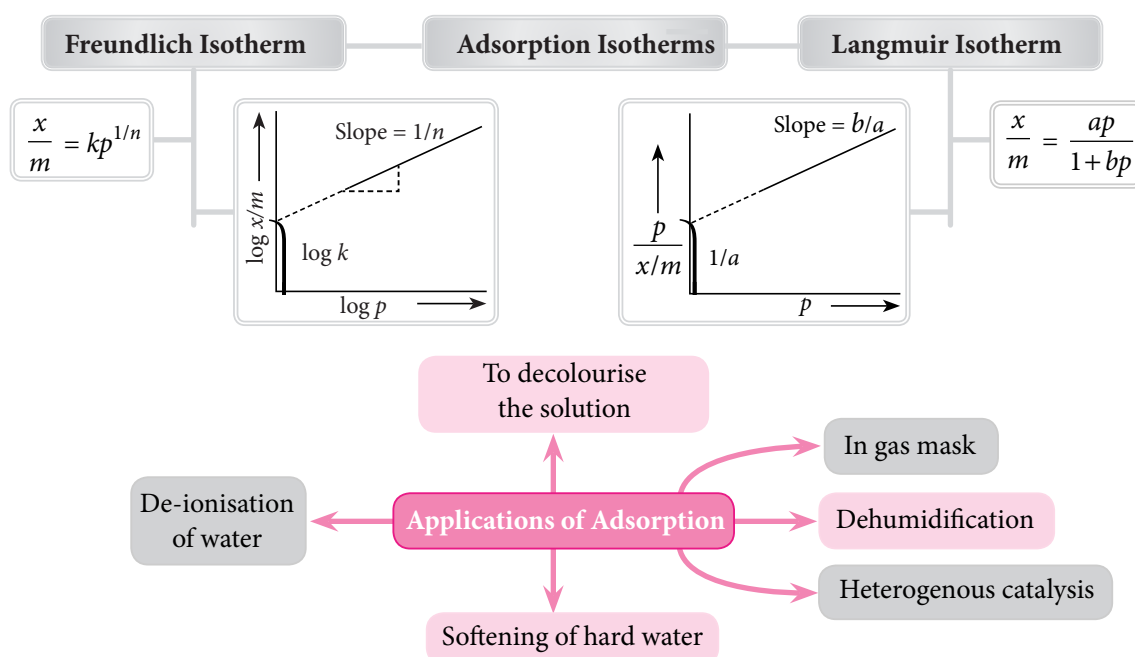 Freundlich Isotherm
Adsorption Isotherms
Langmuir Isotherm
x/m = kp^{1/n}
Slope = 1/n
log x/m
log k
log p
Slope = b/a
p/(x/m)
1/a
p
x/m = ap/(1+bp)
To decolourise
the solution
In gas mask
De-ionisation
of water
Applications of Adsorption
Dehumidification
Heterogenous catalysis
Softening of hard water